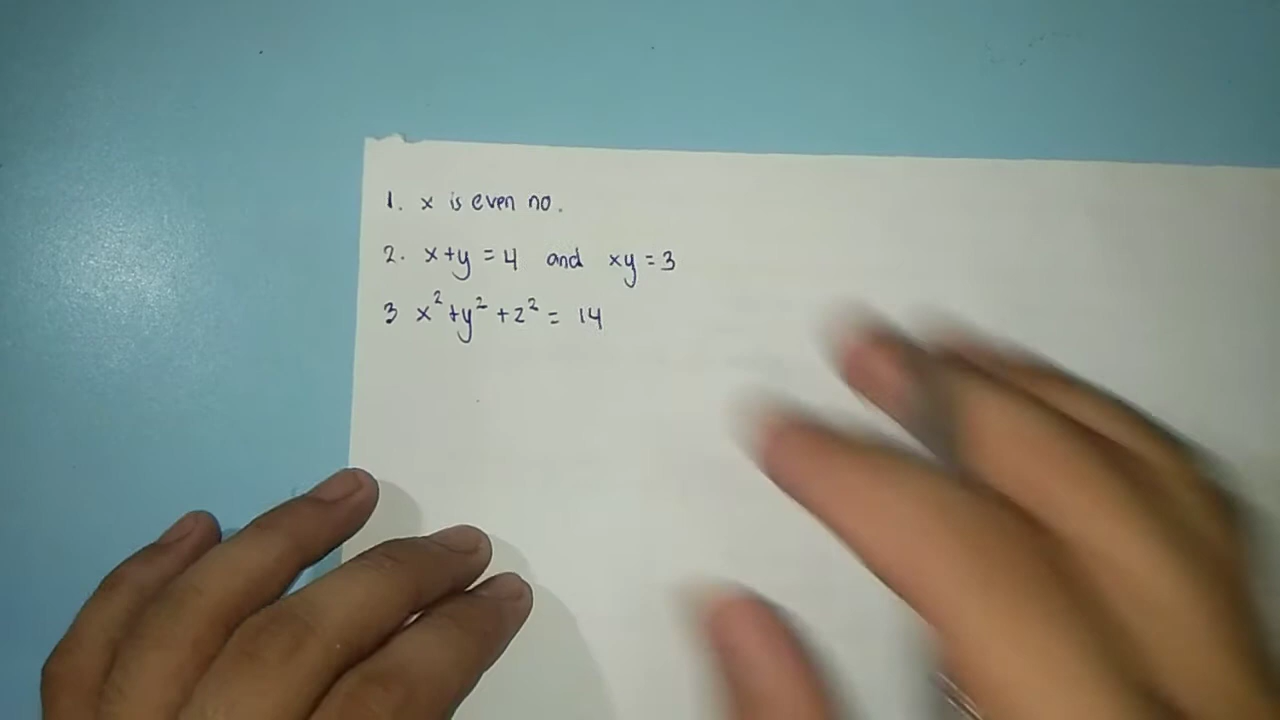 1. x is even no.
2. x+y = 4 and xy = 3
3 x²+y²+z² = 14